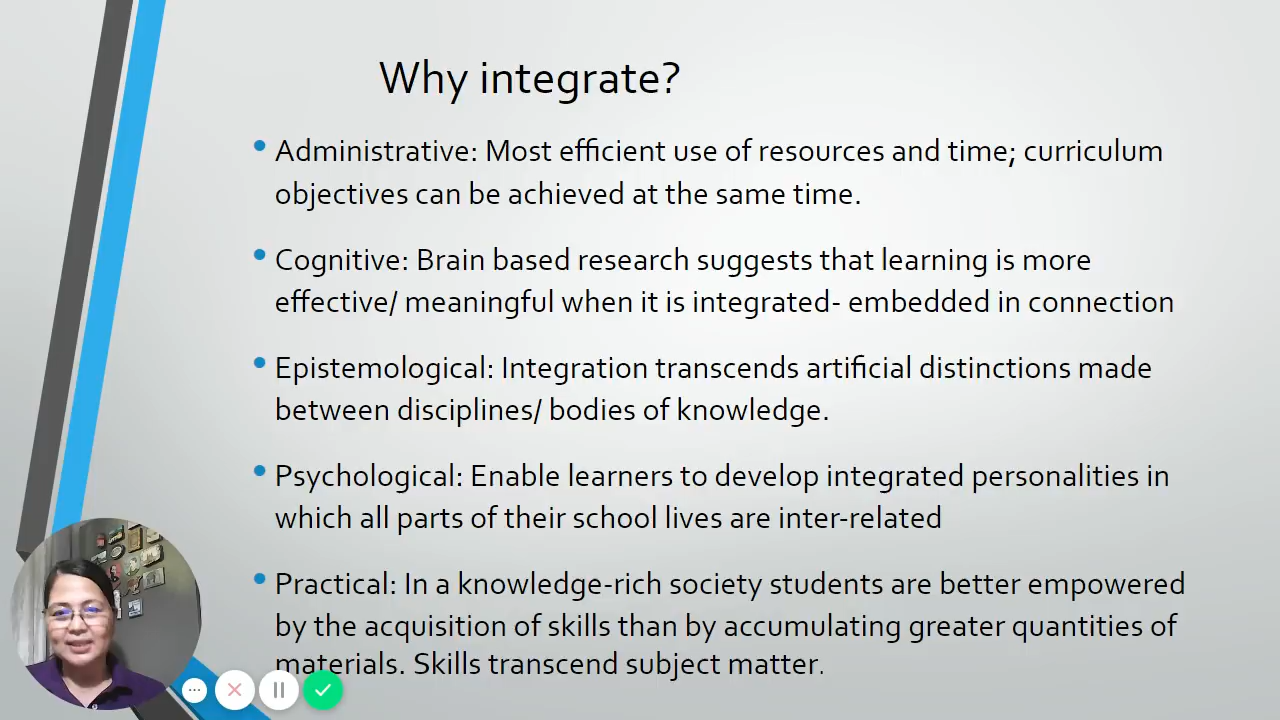 Why integrate?
• Administrative: Most efficient use of resources and time; curriculum
objectives can be achieved at the same time.
• Cognitive: Brain based research suggests that learning is more
effective/ meaningful when it is integrated- embedded in connection
• Epistemological: Integration transcends artificial distinctions made
between disciplines/ bodies of knowledge.
• Psychological: Enable learners to develop integrated personalities in
which all parts of their school lives are inter-related
• Practical: In a knowledge-rich society students are better empowered
by the acquisition of skills than by accumulating greater quantities of
materials. Skills transcend subject matter.